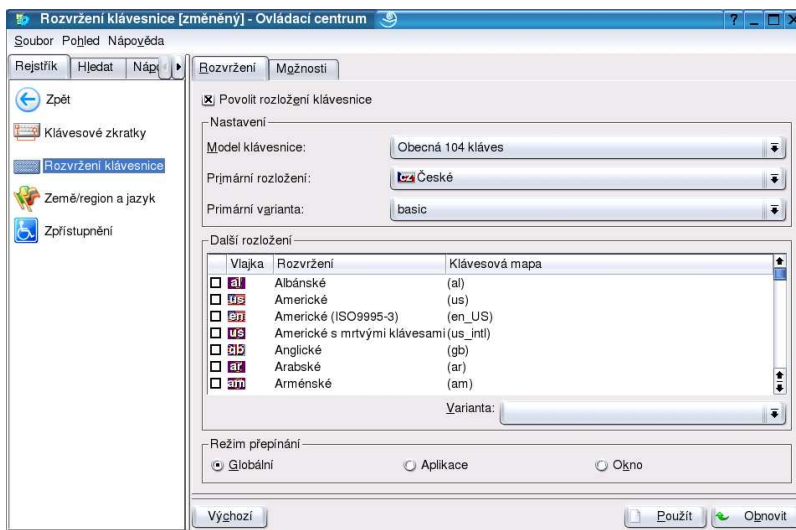 Rozvržení klávesnice [změněný] - Ovládací centrum
Soubor Pohled Nápověda
Rejstřík Hledat
Zpět
Klávesové zkratky
Rozvržení klávesnice
Země/region a jazyk
Zpřístupnění
Rozvržení Možnosti
Povolit rozložení klávesnice
Nastavení
Model klávesnice: Obecná 104 kláves
Primární rozložení: cz České
Primární varianta: basic
Další rozložení
Vlajka Rozvržení Klávesová mapa
al Albánské (al)
us Americké (us)
en Americké (ISO9995-3) (en_US)
us Americké s mrtvými klávesami (us_intl)
gb Anglické (gb)
ar Arabské (ar)
am Arménské (am)
Varianta:
Režim přepínání
Globální Aplikace Okno
Výchozí Použít Obnovit